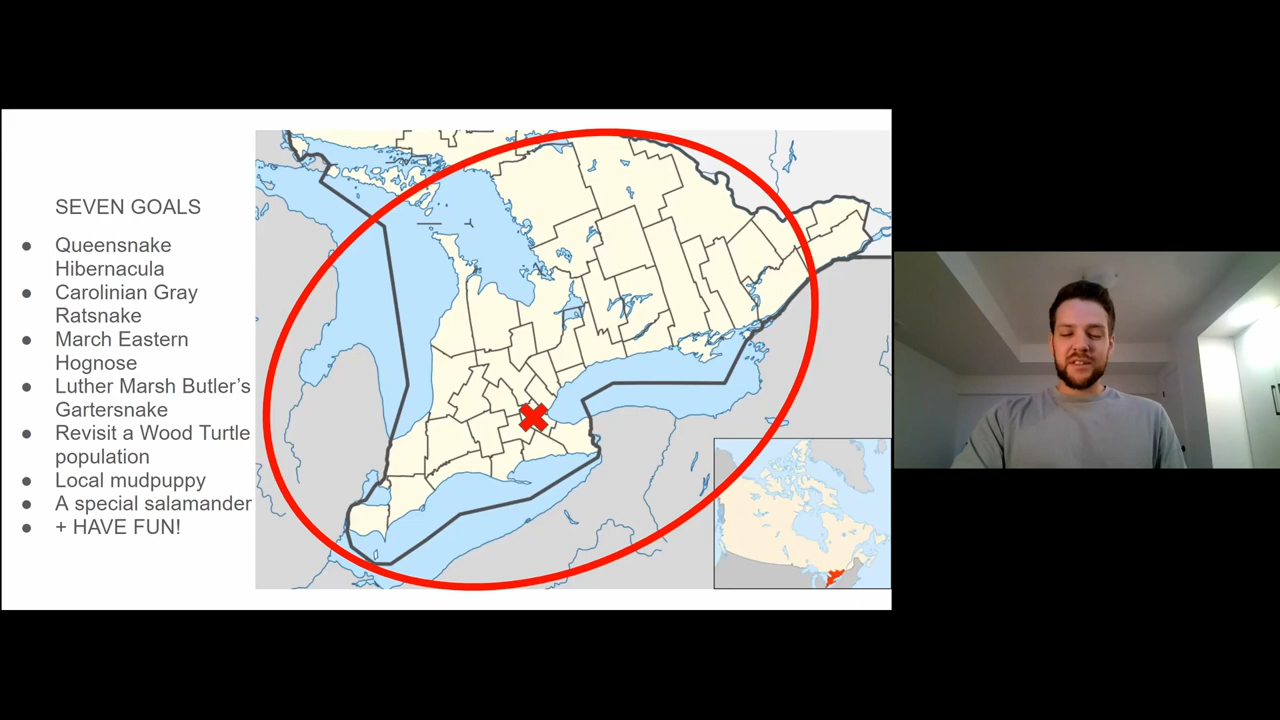 SEVEN GOALS
● Queensnake
Hibernacula
● Carolinian Gray
Ratsnake
● March Eastern
Hognose
● Luther Marsh Butler's
Gartersnake
● Revisit a Wood Turtle
population
● Local mudpuppy
● A special salamander
● + HAVE FUN!